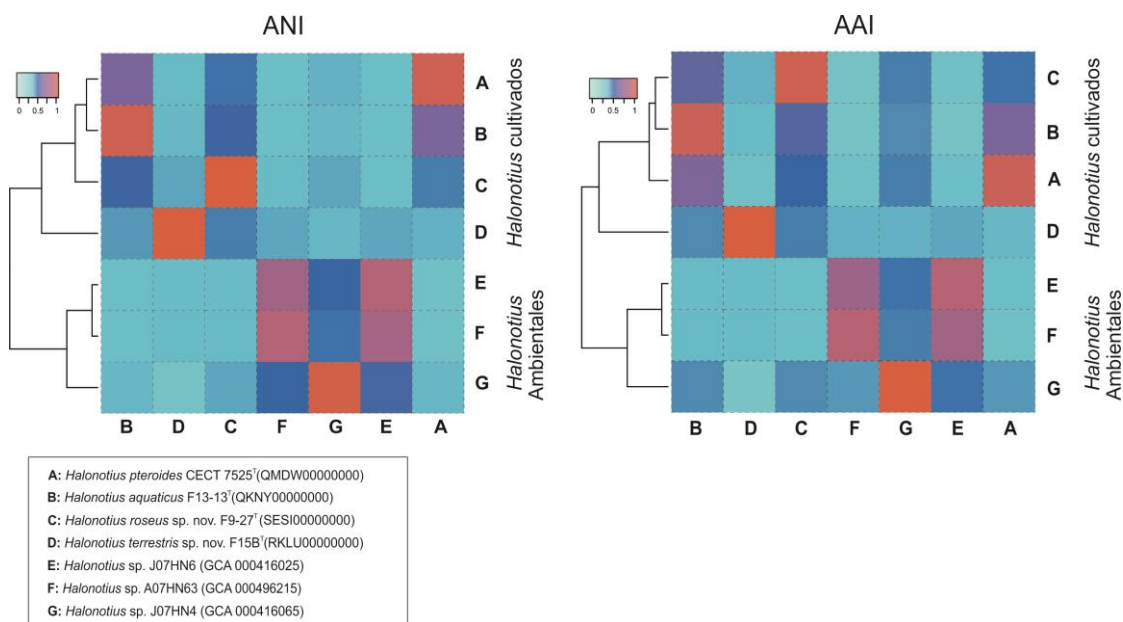 ANI
0 0.5 1
A
B
C
D
E
F
G
B D C F G E A
Halonotius cultivados
Halonotius
Ambientales
AAI
0 0.5 1
C
B
A
D
E
F
G
B D C F G E A
Halonotius cultivados
Halonotius
Ambientales
A: Halonotius pteroides CECT 7525ᵀ(QMDW00000000)
B: Halonotius aquaticus F13-13ᵀ(QKNY00000000)
C: Halonotius roseus sp. nov. F9-27ᵀ(SESI00000000)
D: Halonotius terrestris sp. nov. F15Bᵀ(RKLU00000000)
E: Halonotius sp. J07HN6 (GCA 000416025)
F: Halonotius sp. A07HN63 (GCA 000496215)
G: Halonotius sp. J07HN4 (GCA 000416065)